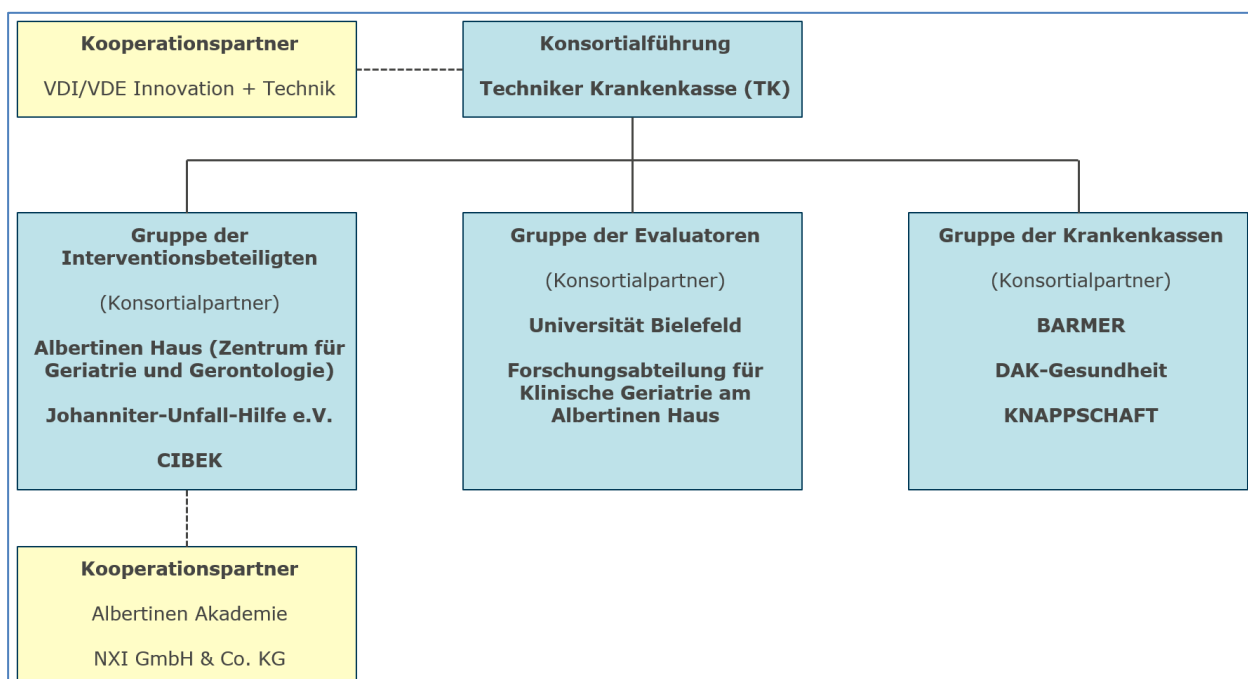 Kooperationspartner
VDI/VDE Innovation + Technik
Konsortialführung
Techniker Krankenkasse (TK)
Gruppe der
Interventionsbeteiligten
(Konsortialpartner)
Albertinen Haus (Zentrum für
Geriatrie und Gerontologie)
Johanniter-Unfall-Hilfe e.V.
CIBEK
Gruppe der Evaluatoren
(Konsortialpartner)
Universität Bielefeld
Forschungsabteilung für
Klinische Geriatrie am
Albertinen Haus
Gruppe der Krankenkassen
(Konsortialpartner)
BARMER
DAK-Gesundheit
KNAPPSCHAFT
Kooperationspartner
Albertinen Akademie
NXI GmbH & Co. KG